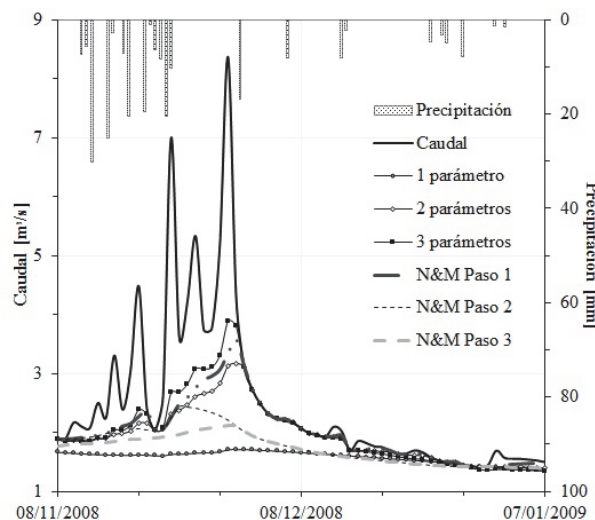 9
7
5
3
1
Caudal [m³/s]
0
20
40
60
80
100
Precipitacion [mm]
Precipitación
Caudal
1 parámetro
2 parámetros
3 parámetros
N&M Paso 1
N&M Paso 2
N&M Paso 3
08/11/2008
08/12/2008
07/01/2009